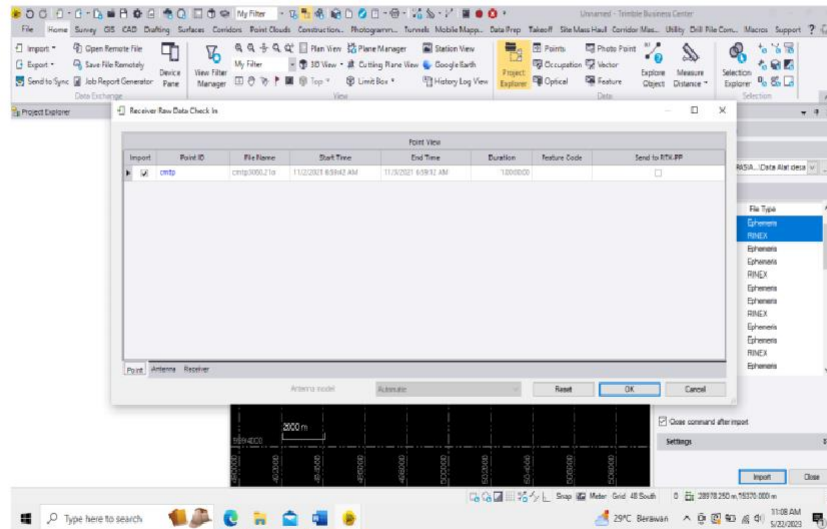 My Filter
Unnamed - Trimble Business Center
File Home Survey GIS CAD Drafting Surfaces Corridors Point Clouds Construction... Photogramm... Tunnels Mobile Mapp... Data Prep Takeoff Site Mass Haul Corridor Mas... Utility Drill Pile Com... Macros Support
Import Open Remote File Plan View Plane Manager Station View Points Photo Point
Export Save File Remotely My Filter 3D View Cutting Plane View Google Earth Occupation Vector
Send to Sync Job Report Generator Device Pane View Filter Manager Top Limit Box History Log View Project Explorer Optical Feature Explore Object Measure Distance Selection Explorer
Data Exchange View Data Selection
Project Explorer
Receiver Raw Data Check In
Point View
Import Point ID File Name Start Time End Time Duration Feature Code Send to RTX-PP
cmtp 11/2/2021 6:59:42 AM 11/3/2021 6:59:12 AM
Data Alat desa
File Type
Ephemeris
RINEX
Ephemeris
Ephemeris
RINEX
Ephemeris
Ephemeris
RINEX
Ephemeris
Ephemeris
RINEX
Ephemeris
Point Antenna Receiver
Antenna model Automatic Reset OK Cancel
2000 m
Close command after import
Settings
Import Close
Snap Meter Grid 48 South 0
Type here to search
29°C Berawan
11:08 AM
5/22/2023